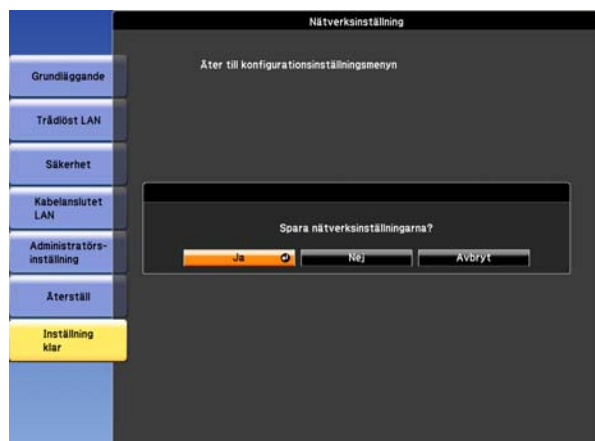 Nätverksinställning
Åter till konfigurationsinställningsmenyn
Grundläggande
Trådlöst LAN
Säkerhet
Kabelanslutet
LAN
Administratörs-
inställning
Återställ
Inställning
klar
Spara nätverksinställningarna?
Ja
Nej
Avbryt